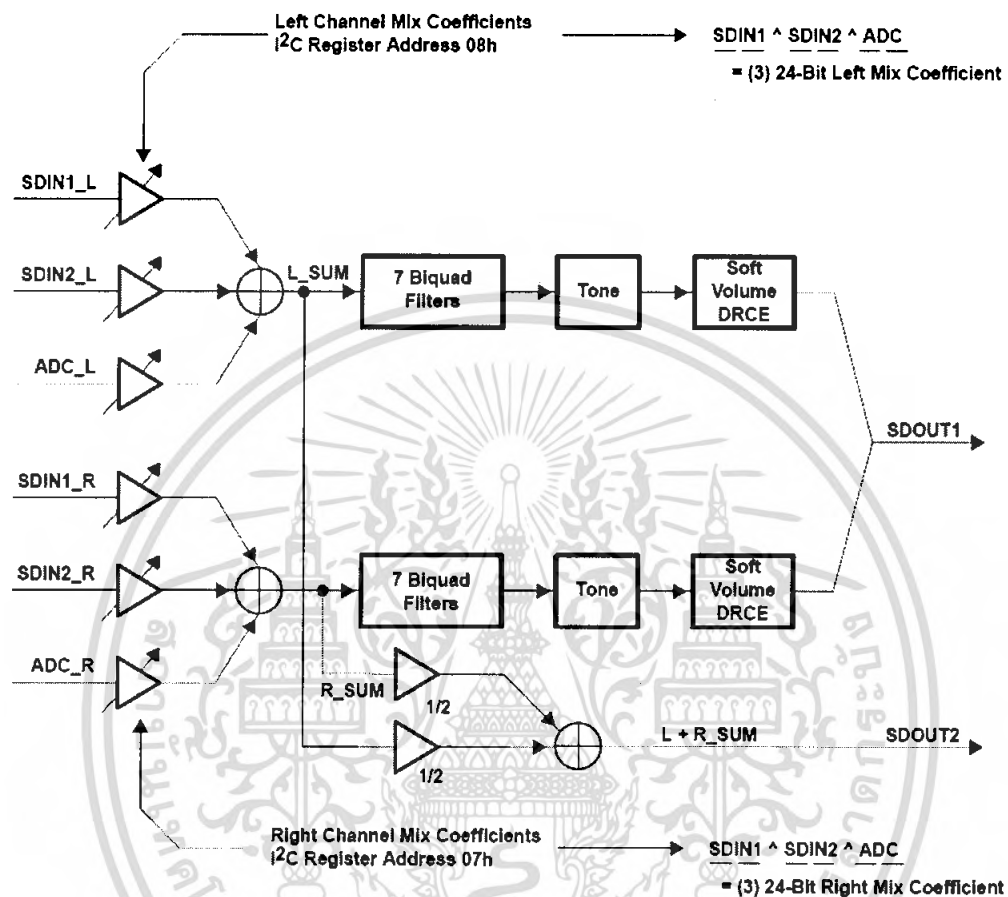 Left Channel Mix Coefficients
I2C Register Address 08h
SDIN1 ^ SDIN2 ^ ADC
= (3) 24-Bit Left Mix Coefficient
SDIN1_L
SDIN2_L
ADC_L
L_SUM
7 Biquad
Filters
Tone
Soft
Volume
DRCE
SDOUT1
SDIN1_R
SDIN2_R
ADC_R
7 Biquad
Filters
Tone
Soft
Volume
DRCE
R_SUM
1/2
1/2
L + R_SUM
SDOUT2
Right Channel Mix Coefficients
I2C Register Address 07h
SDIN1 ^ SDIN2 ^ ADC
= (3) 24-Bit Right Mix Coefficient